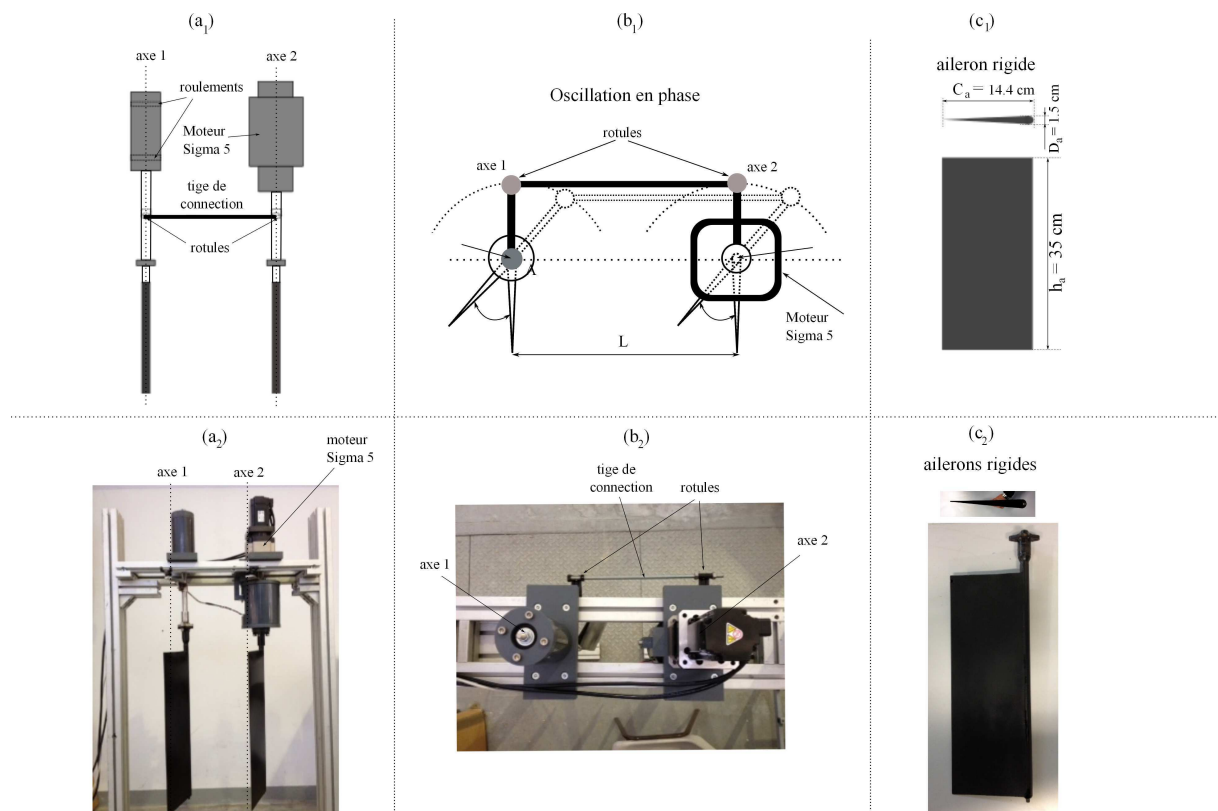 (a1)
axe 1
axe 2
roulements
Moteur
Sigma 5
tige de
connection
rotules
(b1)
Oscillation en phase
rotules
axe 1
axe 2
A
L
Moteur
Sigma 5
(c1)
aileron rigide
Ca = 14.4 cm
Da = 1.5 cm
ha = 35 cm
(a2)
moteur
Sigma 5
axe 1
axe 2
(b2)
tige de
connection
rotules
axe 1
axe 2
(c2)
ailerons rigides